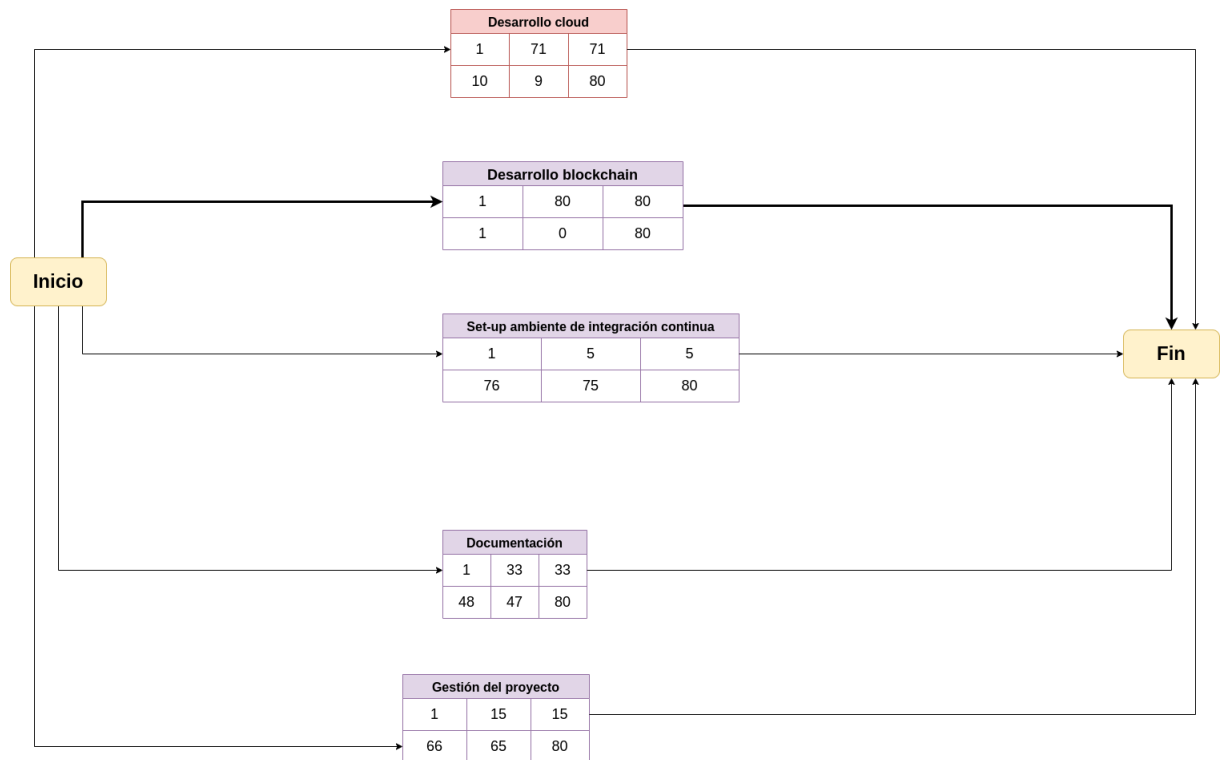 Desarrollo cloud
1 71 71
10 9 80
Desarrollo blockchain
1 80 80
1 0 80
Inicio
Set-up ambiente de integración continua
1 5 5
76 75 80
Fin
Documentación
1 33 33
48 47 80
Gestión del proyecto
1 15 15
66 65 80